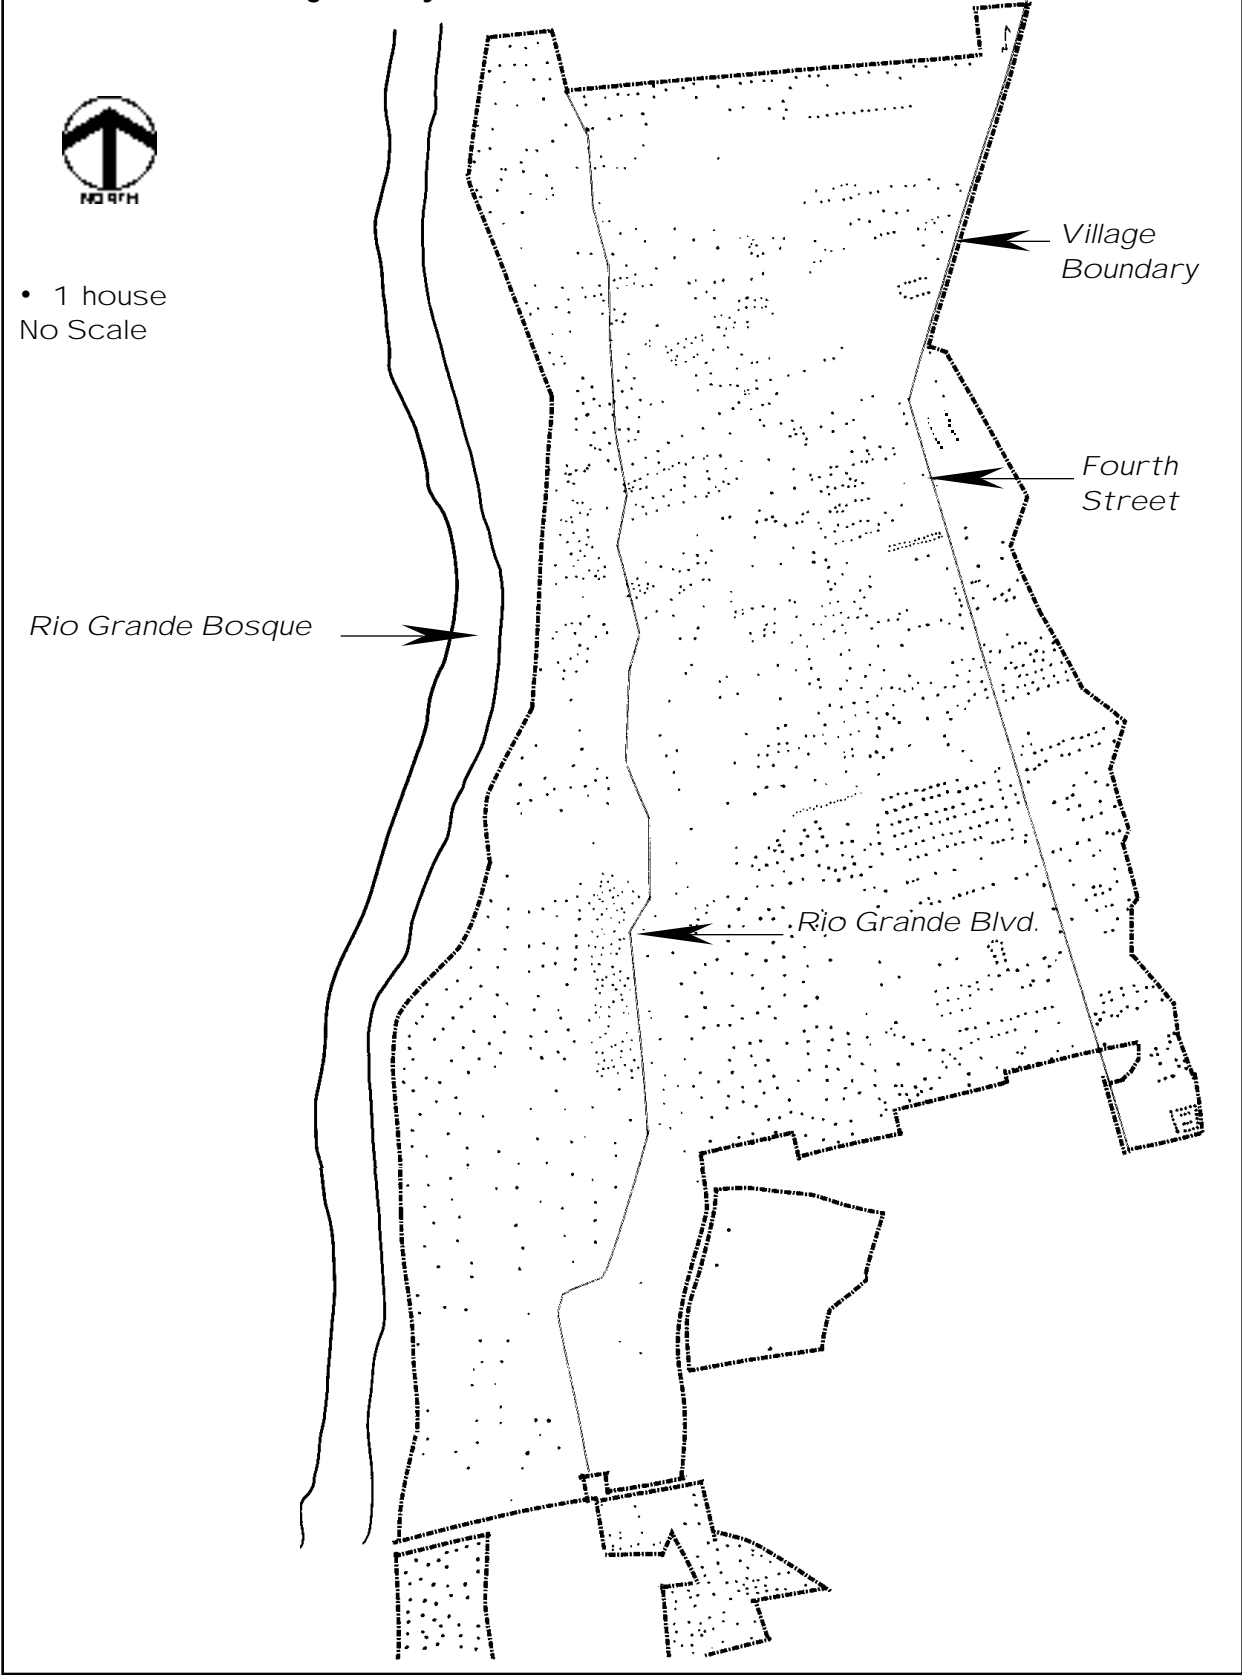 NORTH
• 1 house
No Scale
Village
Boundary
Fourth
Street
Rio Grande Bosque
Rio Grande Blvd.